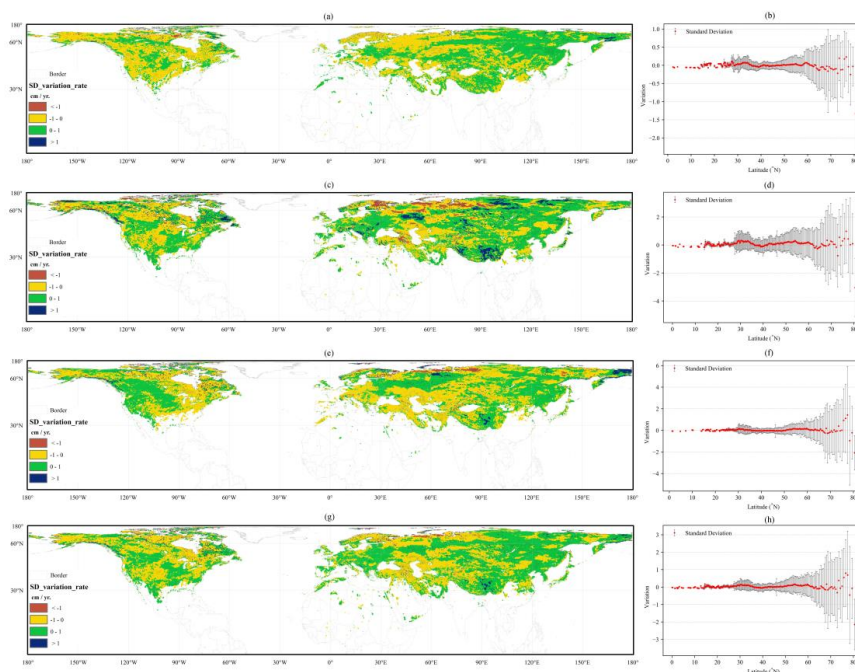 (a)
180°
60°N
30°N
Border
SD_variation_rate
cm / yr.
< -1
-1 - 0
0 - 1
> 1
180° 150°W 120°W 90°W 60°W 30°W 0° 30°E 60°E 90°E 120°E 150°E 180°
(b)
Standard Deviation
1.0
0.5
0.0
-0.5
-1.0
-1.5
-2.0
Variation
0 10 20 30 40 50 60 70 80
Latitude (°N)
(c)
180°
60°N
30°N
Border
SD_variation_rate
cm / yr.
< -1
-1 - 0
0 - 1
> 1
180° 150°W 120°W 90°W 60°W 30°W 0° 30°E 60°E 90°E 120°E 150°E 180°
(d)
Standard Deviation
2
0
-2
-4
Variation
0 10 20 30 40 50 60 70 80
Latitude (°N)
(e)
180°
60°N
30°N
Border
SD_variation_rate
cm / yr.
< -1
-1 - 0
0 - 1
> 1
180° 150°W 120°W 90°W 60°W 30°W 0° 30°E 60°E 90°E 120°E 150°E 180°
(f)
Standard Deviation
6
4
2
0
-2
-4
Variation
0 10 20 30 40 50 60 70 80
Latitude (°N)
(g)
180°
60°N
30°N
Border
SD_variation_rate
cm / yr.
< -1
-1 - 0
0 - 1
> 1
180° 150°W 120°W 90°W 60°W 30°W 0° 30°E 60°E 90°E 120°E 150°E 180°
(h)
Standard Deviation
3
2
1
0
-1
-2
-3
Variation
0 10 20 30 40 50 60 70 80
Latitude (°N)